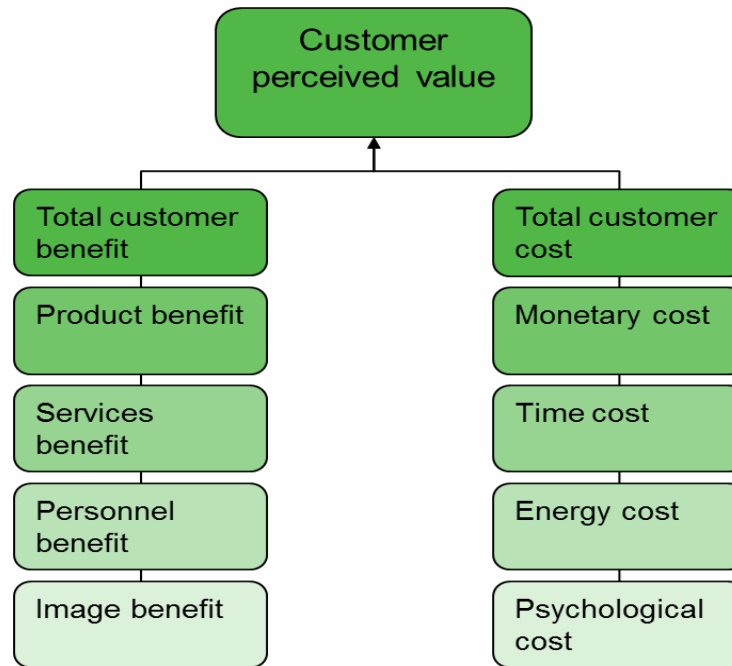 Customer
perceived value
Total customer
benefit
Product benefit
Services
benefit
Personnel
benefit
Image benefit
Total customer
cost
Monetary cost
Time cost
Energy cost
Psychological
cost